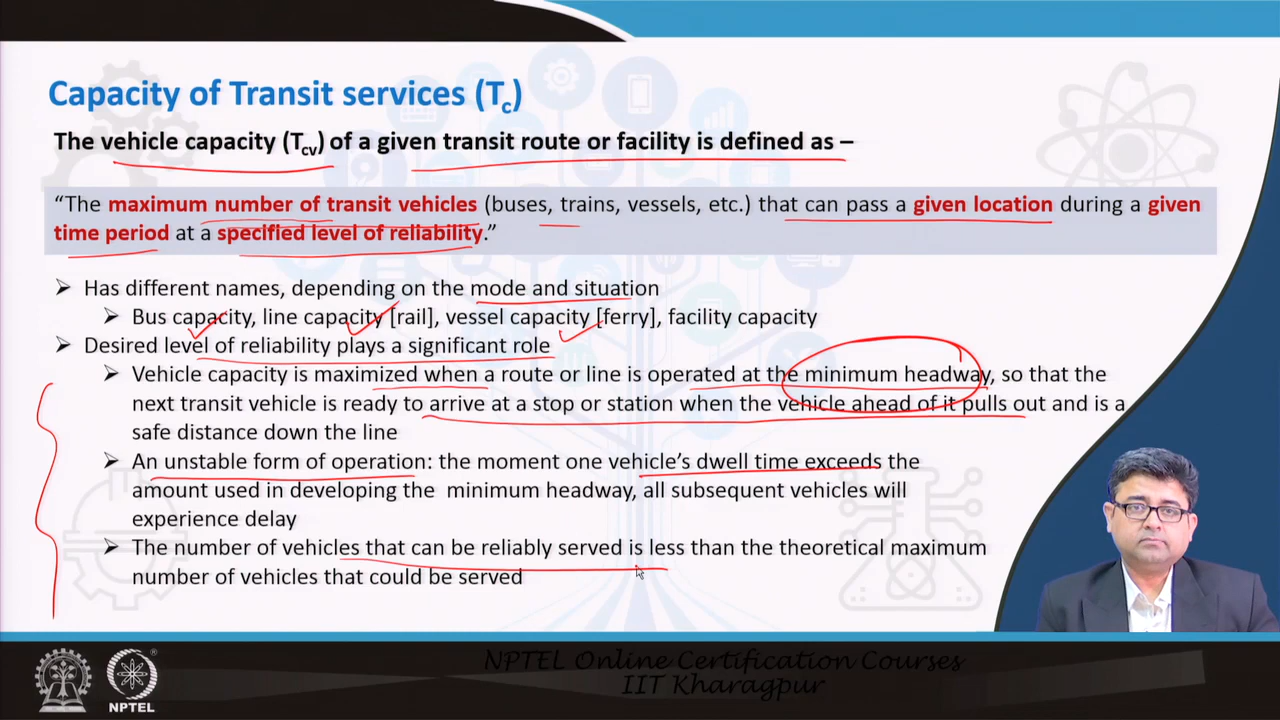 Capacity of Transit services (Tc)
The vehicle capacity (Tcv) of a given transit route or facility is defined as –
“The maximum number of transit vehicles (buses, trains, vessels, etc.) that can pass a given location during a given
time period at a specified level of reliability.”
➢ Has different names, depending on the mode and situation
➢ Bus capacity, line capacity [rail], vessel capacity [ferry], facility capacity
➢ Desired level of reliability plays a significant role
➢ Vehicle capacity is maximized when a route or line is operated at the minimum headway, so that the
next transit vehicle is ready to arrive at a stop or station when the vehicle ahead of it pulls out and is a
safe distance down the line
➢ An unstable form of operation: the moment one vehicle’s dwell time exceeds the
amount used in developing the minimum headway, all subsequent vehicles will
experience delay
➢ The number of vehicles that can be reliably served is less than the theoretical maximum
number of vehicles that could be served
NPTEL Online Certification Courses
IIT Kharagpur
NPTEL